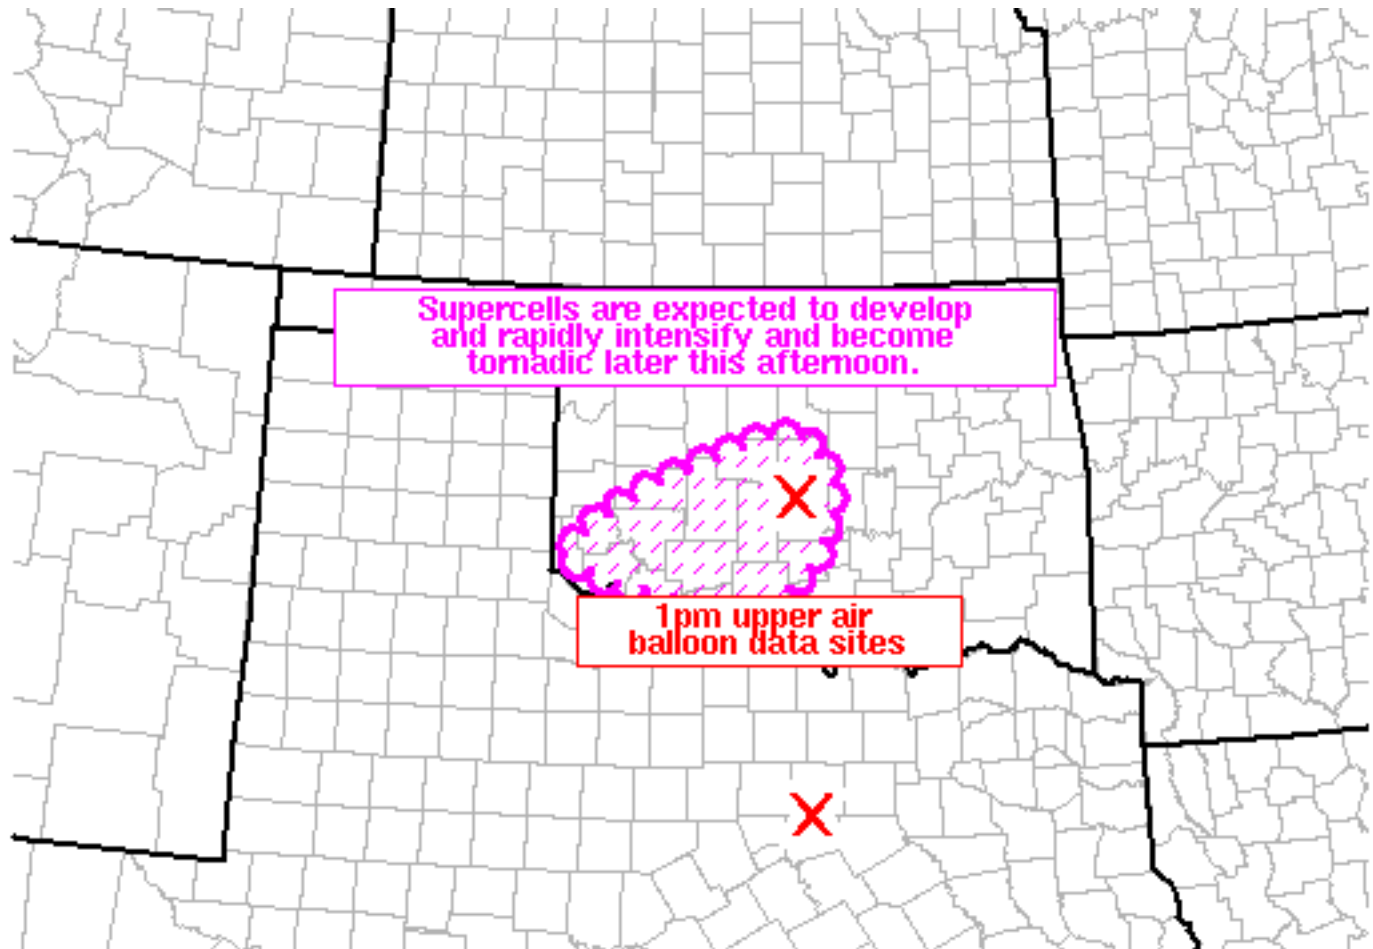 Supercells are expected to develop
and rapidly intensify and become
tornadic later this afternoon.
1pm upper air
balloon data sites